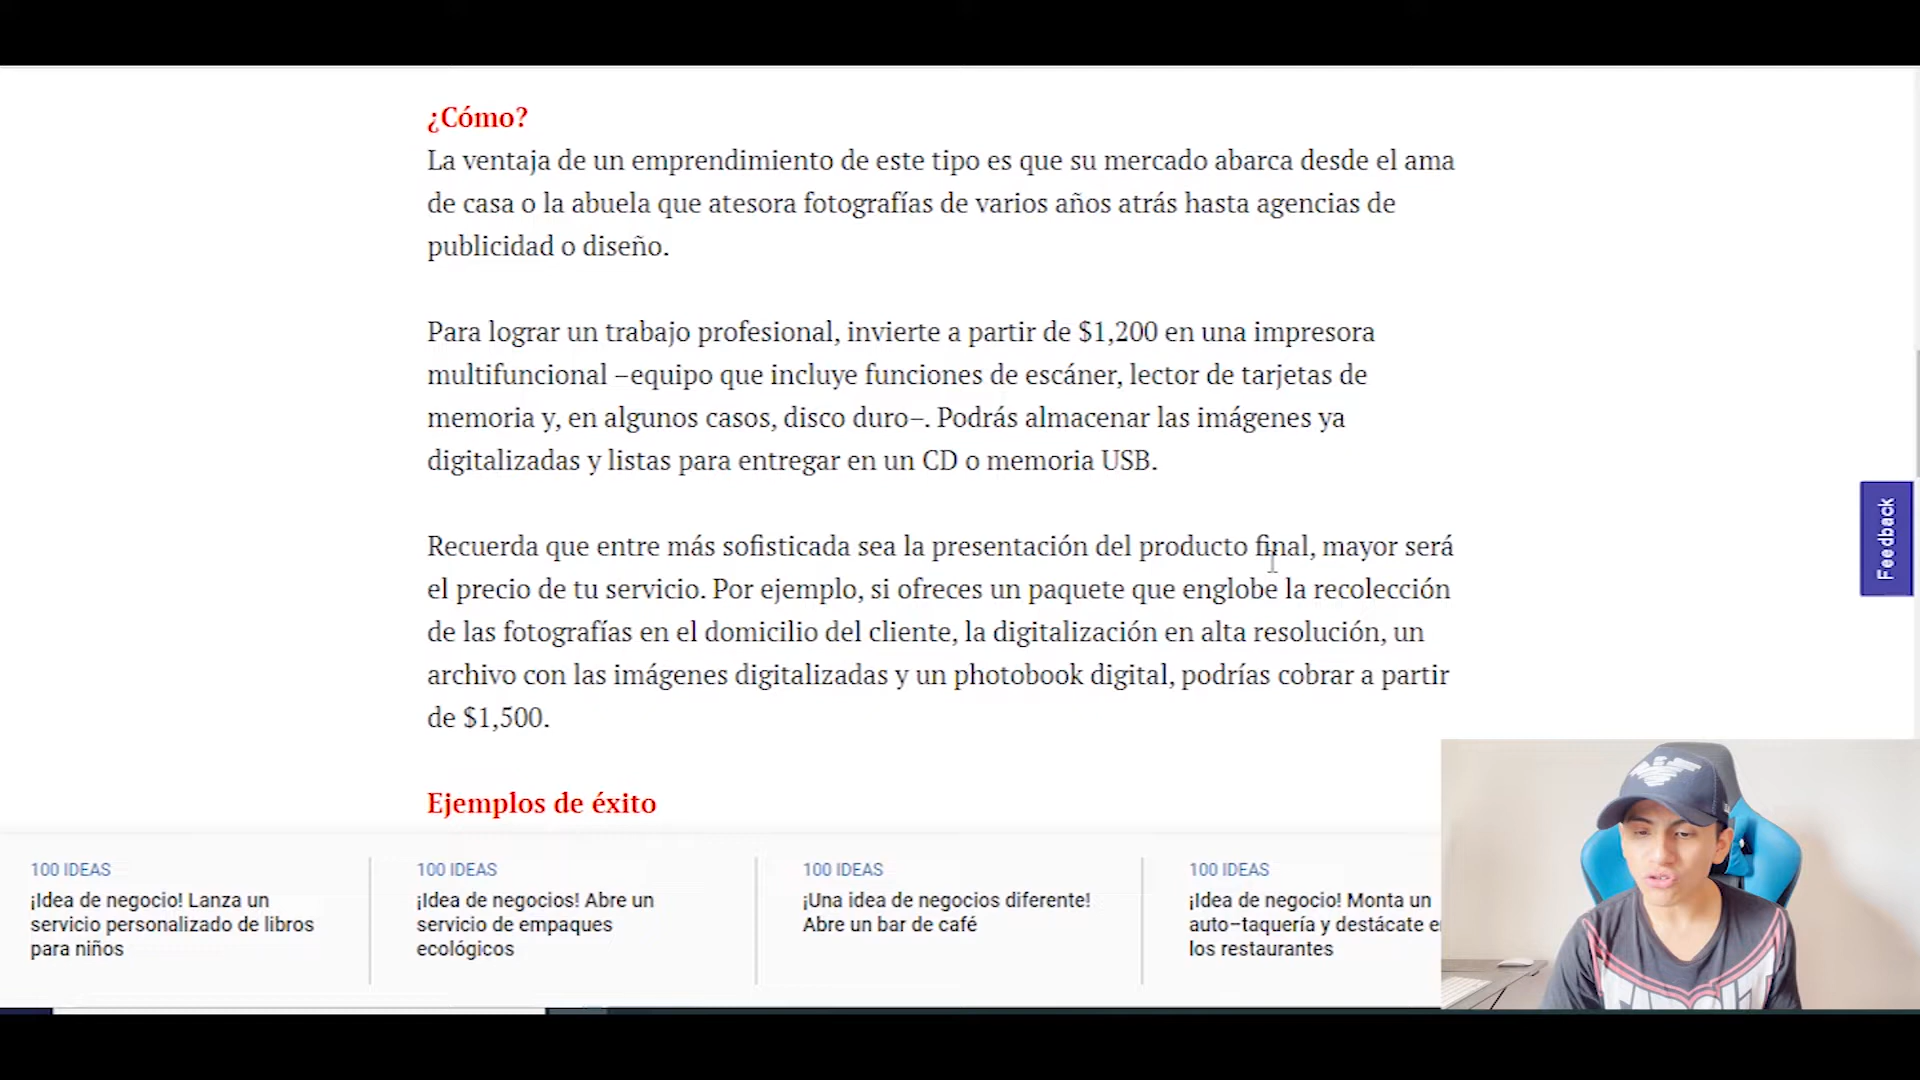 ¿Cómo?
La ventaja de un emprendimiento de este tipo es que su mercado abarca desde el ama
de casa o la abuela que atesora fotografías de varios años atrás hasta agencias de
publicidad o diseño.
Para lograr un trabajo profesional, invierte a partir de $1,200 en una impresora
multifuncional –equipo que incluye funciones de escáner, lector de tarjetas de
memoria y, en algunos casos, disco duro–. Podrás almacenar las imágenes ya
digitalizadas y listas para entregar en un CD o memoria USB.
Recuerda que entre más sofisticada sea la presentación del producto final, mayor será
el precio de tu servicio. Por ejemplo, si ofreces un paquete que englobe la recolección
de las fotografías en el domicilio del cliente, la digitalización en alta resolución, un
archivo con las imágenes digitalizadas y un photobook digital, podrías cobrar a partir
de $1,500.
Feedback
Ejemplos de éxito
100 IDEAS
¡Idea de negocio! Lanza un
servicio personalizado de libros
para niños
100 IDEAS
¡Idea de negocios! Abre un
servicio de empaques
ecológicos
100 IDEAS
¡Una idea de negocios diferente!
Abre un bar de café
100 IDEAS
¡Idea de negocio! Monta un
auto-taquería y destácate
los restaurantes